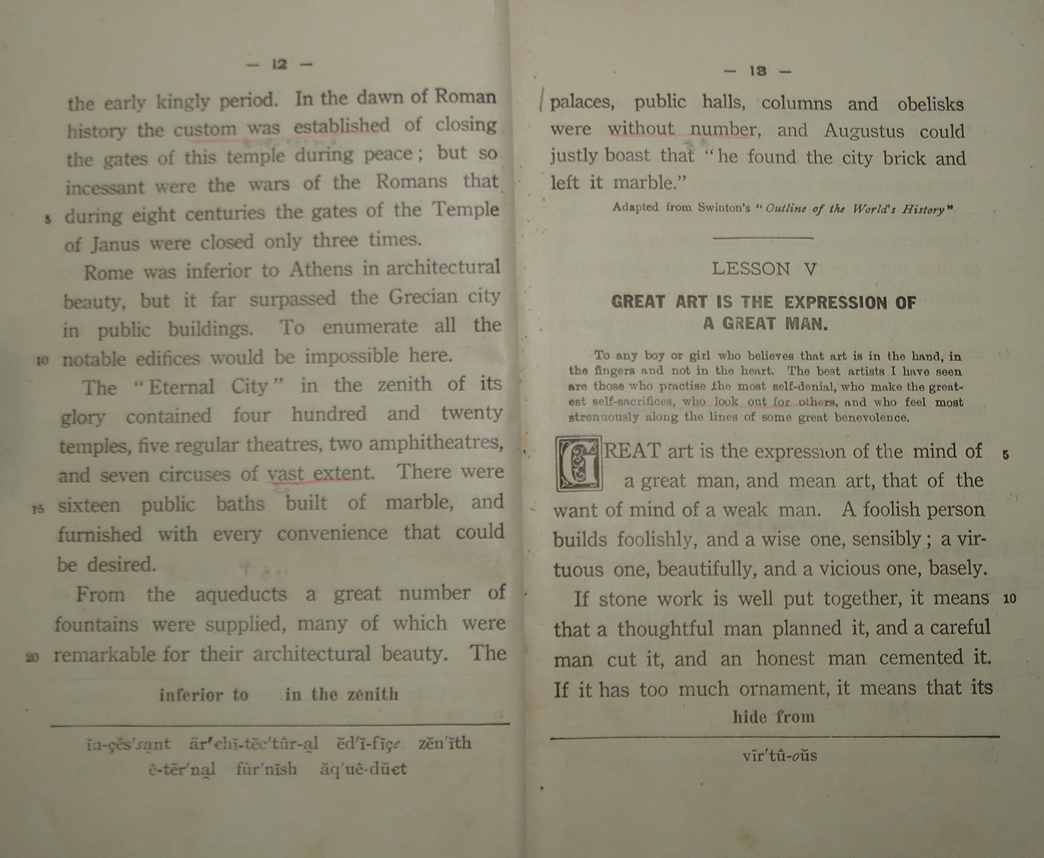 — 12 —
the early kingly period. In the dawn of Roman
history the custom was established of closing
the gates of this temple during peace; but so
incessant were the wars of the Romans that
5 during eight centuries the gates of the Temple
of Janus were closed only three times.
Rome was inferior to Athens in architectural
beauty, but it far surpassed the Grecian city
in public buildings. To enumerate all the
10 notable edifices would be impossible here.
The "Eternal City" in the zenith of its
glory contained four hundred and twenty
temples, five regular theatres, two amphitheatres,
and seven circuses of vast extent. There were
15 sixteen public baths built of marble, and
furnished with every convenience that could
be desired.
From the aqueducts a great number of
fountains were supplied, many of which were
20 remarkable for their architectural beauty. The
inferior to in the zenith
ĭn-çĕs'sạnt är'chĭ-tĕc'tûr-ạl ĕd'ĭ-fĭçe zēn'ĭth
ê-tẽr'nạl fûr'nĭsh ăq'uê-dŭct
— 13 —
palaces, public halls, columns and obelisks
were without number, and Augustus could
justly boast that "he found the city brick and
left it marble."
Adapted from Swinton's "Outline of the World's History"
LESSON V
GREAT ART IS THE EXPRESSION OF
A GREAT MAN.
To any boy or girl who believes that art is in the hand, in
the fingers and not in the heart. The best artists I have seen
are those who practise the most self-denial, who make the great-
est self-sacrifices, who look out for others, and who feel most
strennously along the lines of some great benevolence.
GREAT art is the expression of the mind of 5
a great man, and mean art, that of the
want of mind of a weak man. A foolish person
builds foolishly, and a wise one, sensibly; a vir-
tuous one, beautifully, and a vicious one, basely.
If stone work is well put together, it means 10
that a thoughtful man planned it, and a careful
man cut it, and an honest man cemented it.
If it has too much ornament, it means that its
hide from
vĩr'tû-oŭs